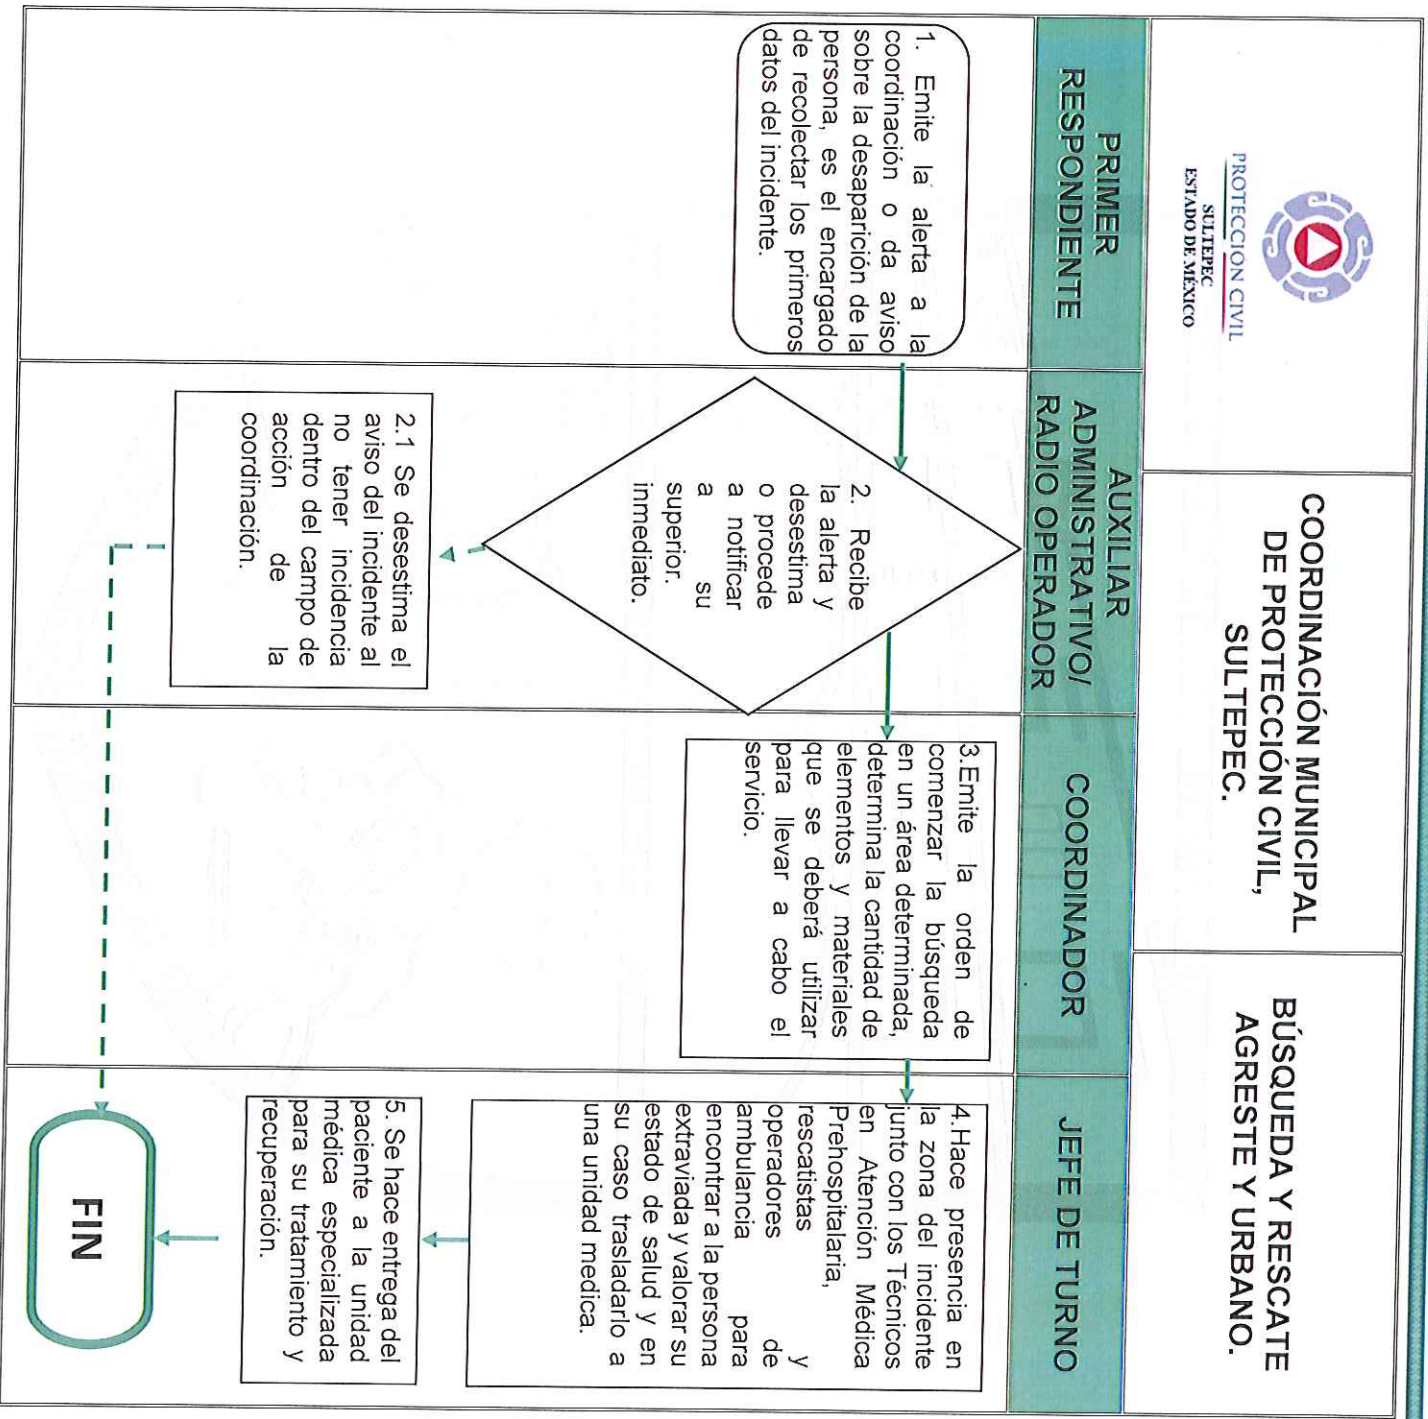 PROTECCIÓN CIVIL
SULTEPEC
ESTADO DE MÉXICO
COORDINACIÓN MUNICIPAL
DE PROTECCIÓN CIVIL,
SULTEPEC.
BÚSQUEDA Y RESCATE
AGRESTE Y URBANO.
PRIMER
RESPONDIENTE
AUXILIAR
ADMINISTRATIVO/
RADIO OPERADOR
COORDINADOR
JEFE DE TURNO
1. Emite la alerta a la
coordinación o da aviso
sobre la desaparición de la
persona, es el encargado
de recolectar los primeros
datos del incidente.
2. Recibe
la alerta y
desestima
o procede
a notificar
a su
superior.
inmediato.
2.1 Se desestima el
aviso del incidente al
no tener incidencia
dentro del campo de
acción de la
coordinación.
3.Emite la orden de
comenzar la búsqueda
en un área determinada,
determina la cantidad de
elementos y materiales
que se deberá utilizar
para llevar a cabo el
servicio.
4.Hace presencia en
la zona del incidente
junto con los Técnicos
en Atención Médica
Prehospitalaria,
rescatistas y
operadores de
ambulancia para
encontrar a la persona
extraviada y valorar su
estado de salud y en
su caso trasladarlo a
una unidad medica.
5. Se hace entrega del
paciente a la unidad
médica especializada
para su tratamiento y
recuperación.
FIN